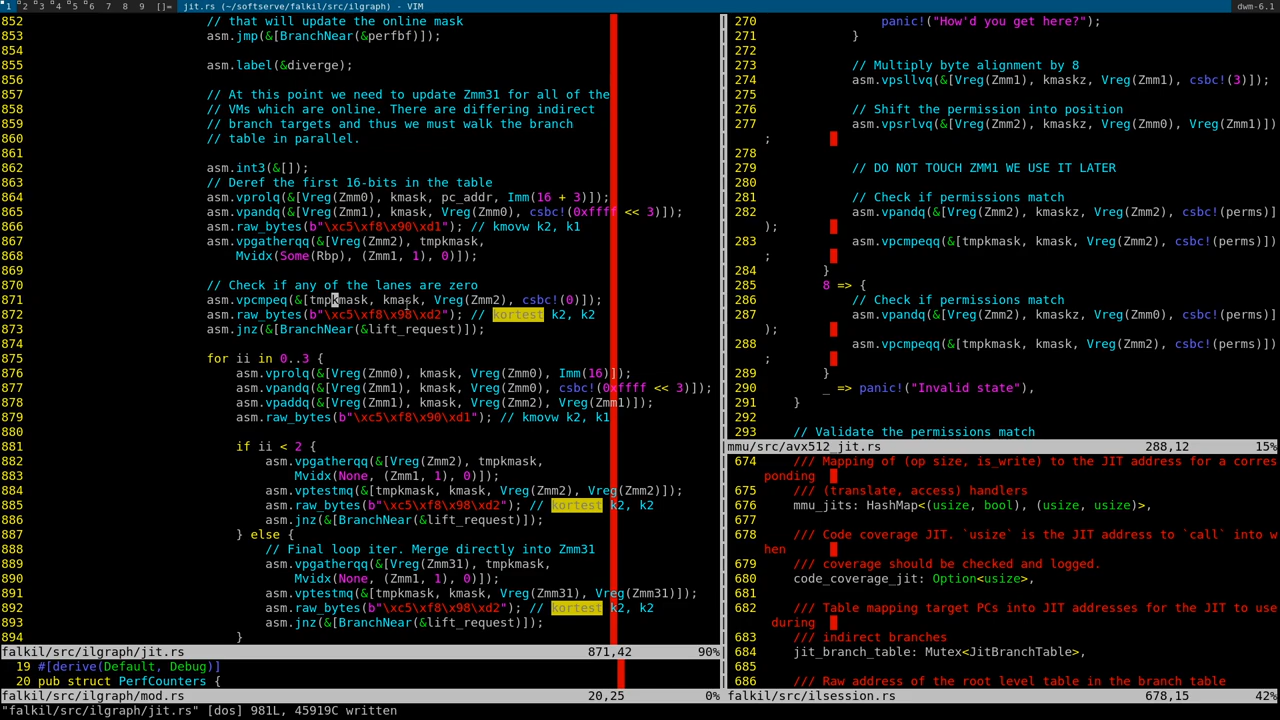 1 2 3 4 5 6 7 8 9 []= jit.rs (~/softserve/falkil/src/ilgraph) - VIM dwm-6.1
852 // that will update the online mask
853 asm.jmp(&[BranchNear(&perfbf)]);
854
855 asm.label(&diverge);
856
857 // At this point we need to update Zmm31 for all of the
858 // VMs which are online. There are differing indirect
859 // branch targets and thus we must walk the branch
860 // table in parallel.
861
862 asm.int3(&[]);
863 // Deref the first 16-bits in the table
864 asm.vprolq(&[Vreg(Zmm0), kmask, pc_addr, Imm(16 + 3)]);
865 asm.vpandq(&[Vreg(Zmm1), kmask, Vreg(Zmm0), csbc!(0xffff << 3)]);
866 asm.raw_bytes(b"\xc5\xf8\x90\xd1"); // kmovw k2, k1
867 asm.vpgatherqq(&[Vreg(Zmm2), tmpkmask,
868 Mvidx(Some(Rbp), (Zmm1, 1), 0)]);
869
870 // Check if any of the lanes are zero
871 asm.vpcmpeq(&[tmpkmask, kmask, Vreg(Zmm2), csbc!(0)]);
872 asm.raw_bytes(b"\xc5\xf8\x98\xd2"); // kortest k2, k2
873 asm.jnz(&[BranchNear(&lift_request)]);
874
875 for ii in 0..3 {
876 asm.vprolq(&[Vreg(Zmm0), kmask, Vreg(Zmm0), Imm(16)]);
877 asm.vpandq(&[Vreg(Zmm1), kmask, Vreg(Zmm0), csbc!(0xffff << 3)]);
878 asm.vpaddq(&[Vreg(Zmm1), kmask, Vreg(Zmm2), Vreg(Zmm1)]);
879 asm.raw_bytes(b"\xc5\xf8\x90\xd1"); // kmovw k2, k1
880
881 if ii < 2 {
882 asm.vpgatherqq(&[Vreg(Zmm2), tmpkmask,
883 Mvidx(None, (Zmm1, 1), 0)]);
884 asm.vptestmq(&[tmpkmask, kmask, Vreg(Zmm2), Vreg(Zmm2)]);
885 asm.raw_bytes(b"\xc5\xf8\x98\xd2"); // kortest k2, k2
886 asm.jnz(&[BranchNear(&lift_request)]);
887 } else {
888 // Final loop iter. Merge directly into Zmm31
889 asm.vpgatherqq(&[Vreg(Zmm31), tmpkmask,
890 Mvidx(None, (Zmm1, 1), 0)]);
891 asm.vptestmq(&[tmpkmask, kmask, Vreg(Zmm31), Vreg(Zmm31)]);
892 asm.raw_bytes(b"\xc5\xf8\x98\xd2"); // kortest k2, k2
893 asm.jnz(&[BranchNear(&lift_request)]);
894 }
falkil/src/ilgraph/jit.rs 871,42 90%
19 #[derive(Default, Debug)]
20 pub struct PerfCounters {
falkil/src/ilgraph/mod.rs 20,25 0%
"falkil/src/ilgraph/jit.rs" [dos] 981L, 45919C written
270 panic!("How'd you get here?");
271 }
272
273 // Multiply byte alignment by 8
274 asm.vpsllvq(&[Vreg(Zmm1), kmaskz, Vreg(Zmm1), csbc!(3)]);
275
276 // Shift the permission into position
277 asm.vpsrlvq(&[Vreg(Zmm2), kmaskz, Vreg(Zmm0), Vreg(Zmm1)])
;
278
279 // DO NOT TOUCH ZMM1 WE USE IT LATER
280
281 // Check if permissions match
282 asm.vpandq(&[Vreg(Zmm2), kmaskz, Vreg(Zmm2), csbc!(perms)]
);
283 asm.vpcmpeqq(&[tmpkmask, kmask, Vreg(Zmm2), csbc!(perms)])
;
284 }
285 8 => {
286 // Check if permissions match
287 asm.vpandq(&[Vreg(Zmm2), kmaskz, Vreg(Zmm0), csbc!(perms)]
);
288 asm.vpcmpeqq(&[tmpkmask, kmask, Vreg(Zmm2), csbc!(perms)])
;
289 }
290 _ => panic!("Invalid state"),
291 }
292
293 // Validate the permissions match
mmu/src/avx512_jit.rs 288,12 15%
674 /// Mapping of (op size, is_write) to the JIT address for a corres
ponding
675 /// (translate, access) handlers
676 mmu_jits: HashMap<(usize, bool), (usize, usize)>,
677
678 /// Code coverage JIT. `usize` is the JIT address to `call` into w
hen
679 /// coverage should be checked and logged.
680 code_coverage_jit: Option<usize>,
681
682 /// Table mapping target PCs into JIT addresses for the JIT to use
during
683 /// indirect branches
684 jit_branch_table: Mutex<JitBranchTable>,
685
686 /// Raw address of the root level table in the branch table
falkil/src/ilsession.rs 678,15 42%